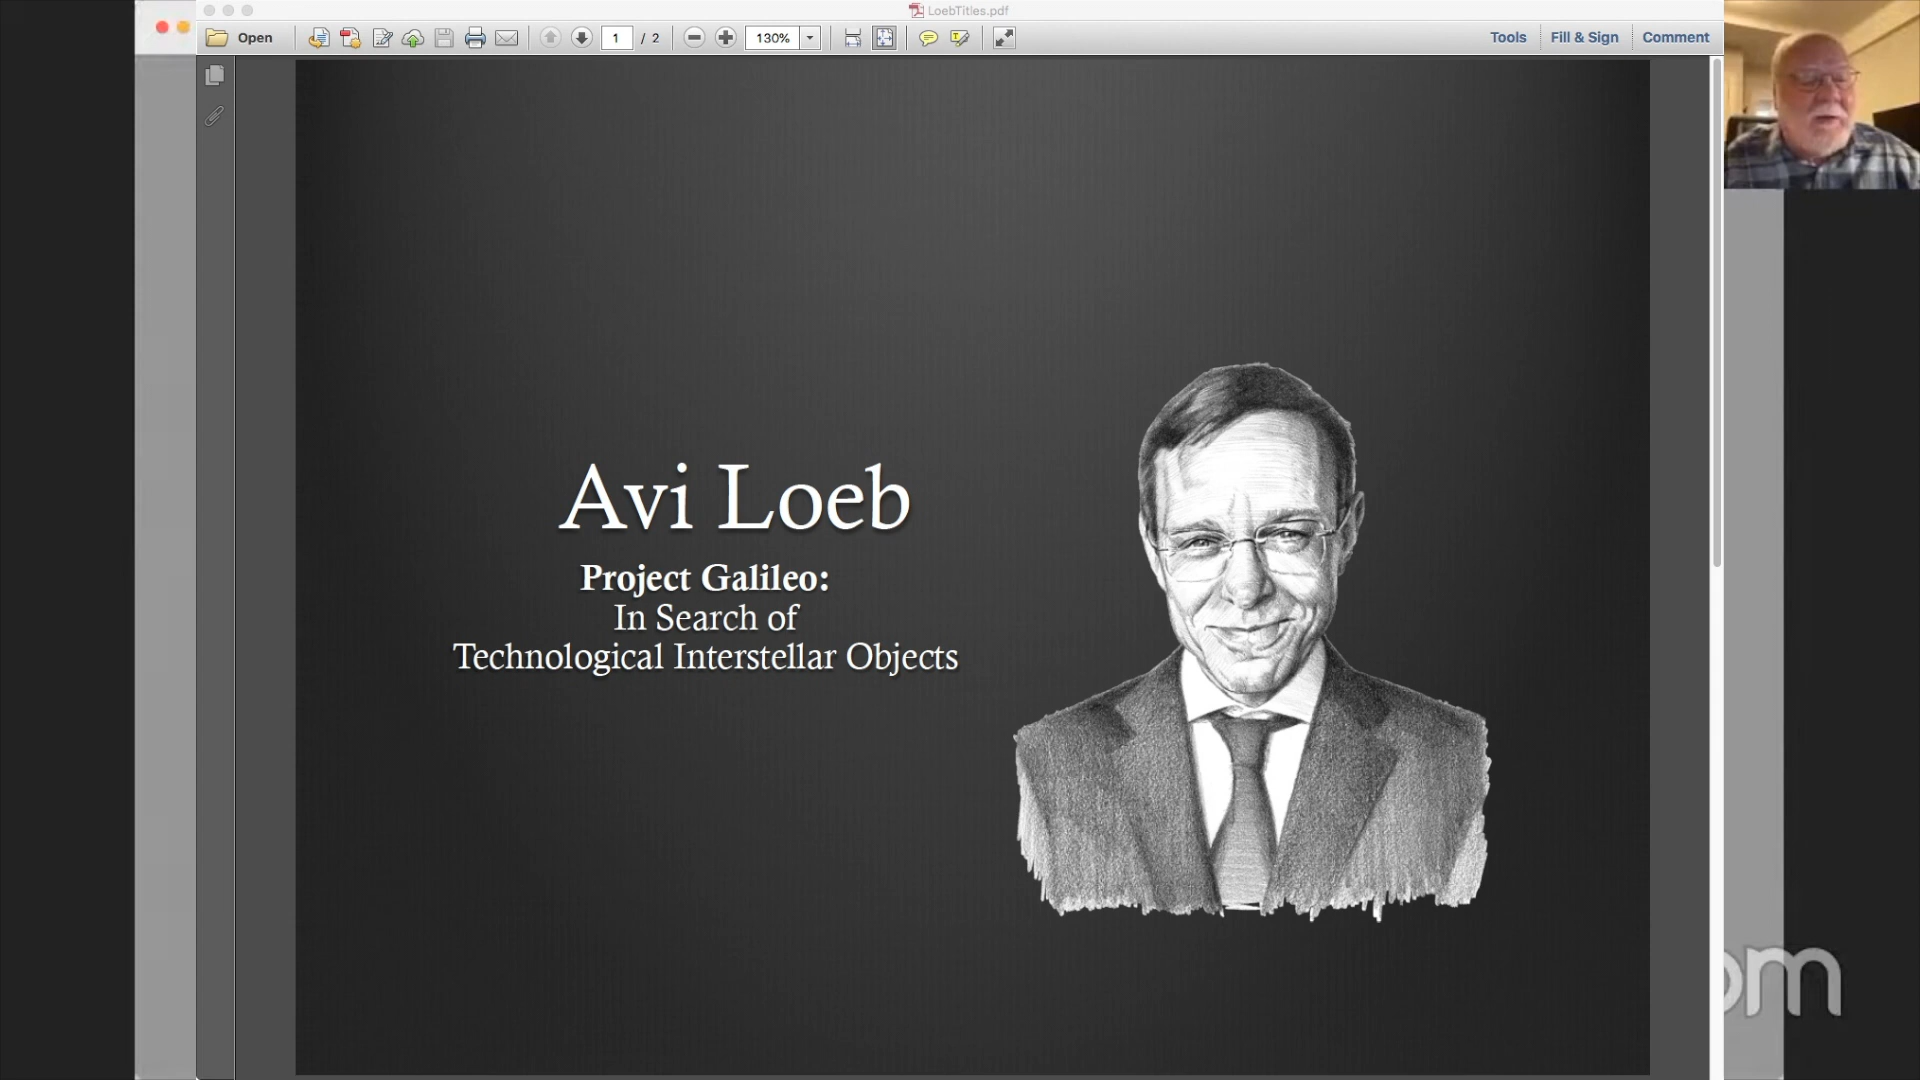 LoebTitles.pdf
Open
1 / 2
130%
Tools
Fill & Sign
Comment
Avi Loeb
Project Galileo:
In Search of
Technological Interstellar Objects
om